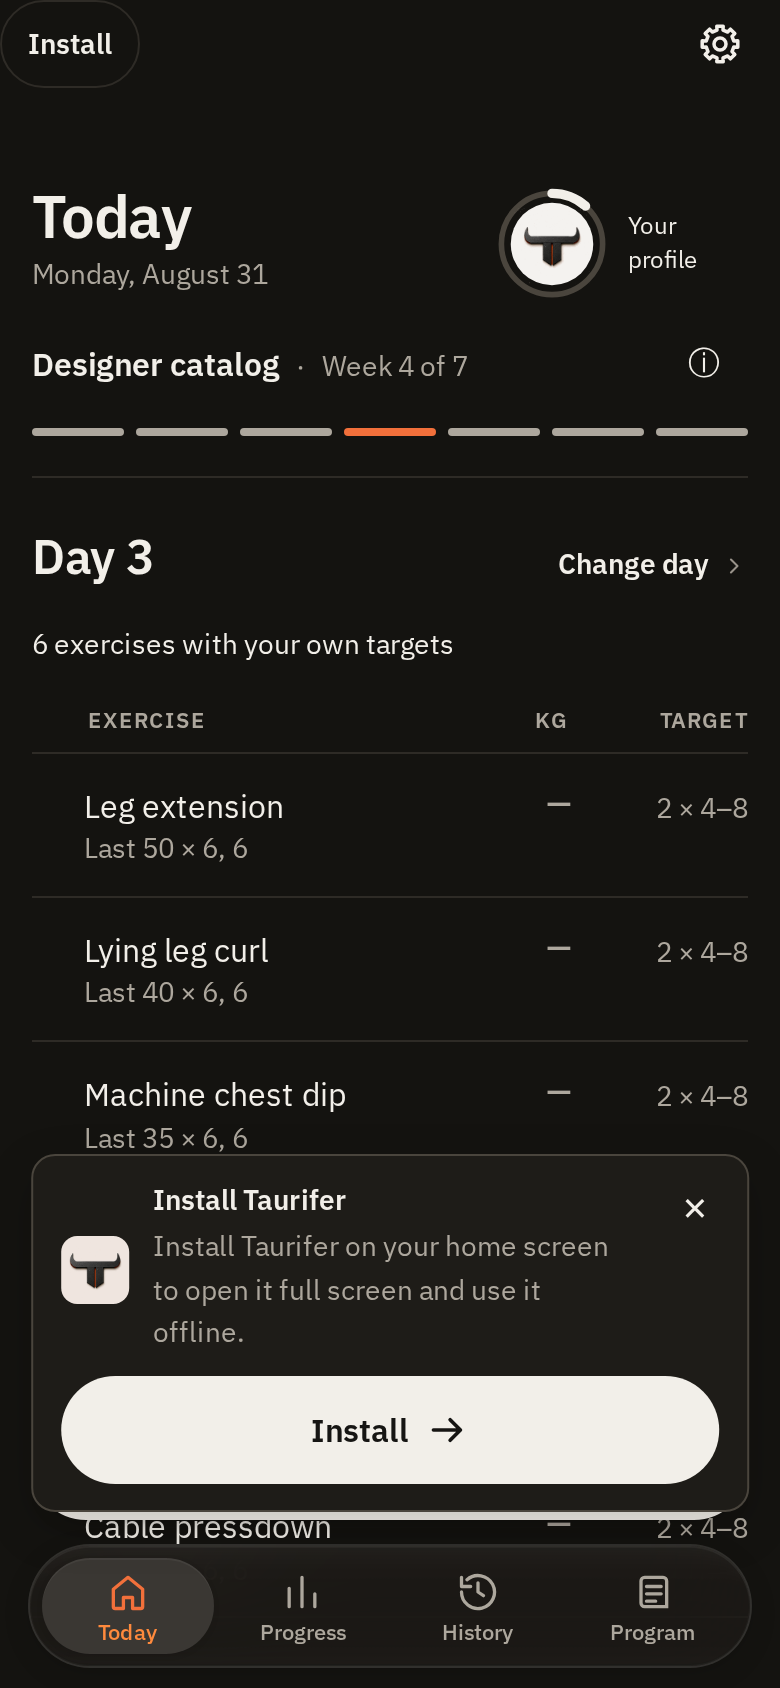 Install
Today
Monday, August 31
Your
profile
Designer catalog · Week 4 of 7
Day 3
Change day
6 exercises with your own targets
EXERCISE KG TARGET
Leg extension — 2 × 4–8
Last 50 × 6, 6
Lying leg curl — 2 × 4–8
Last 40 × 6, 6
Machine chest dip — 2 × 4–8
Last 35 × 6, 6
Install Taurifer
Install Taurifer on your home screen
to open it full screen and use it
offline.
Install
Cable pressdown — 2 × 4–8
Today Progress History Program